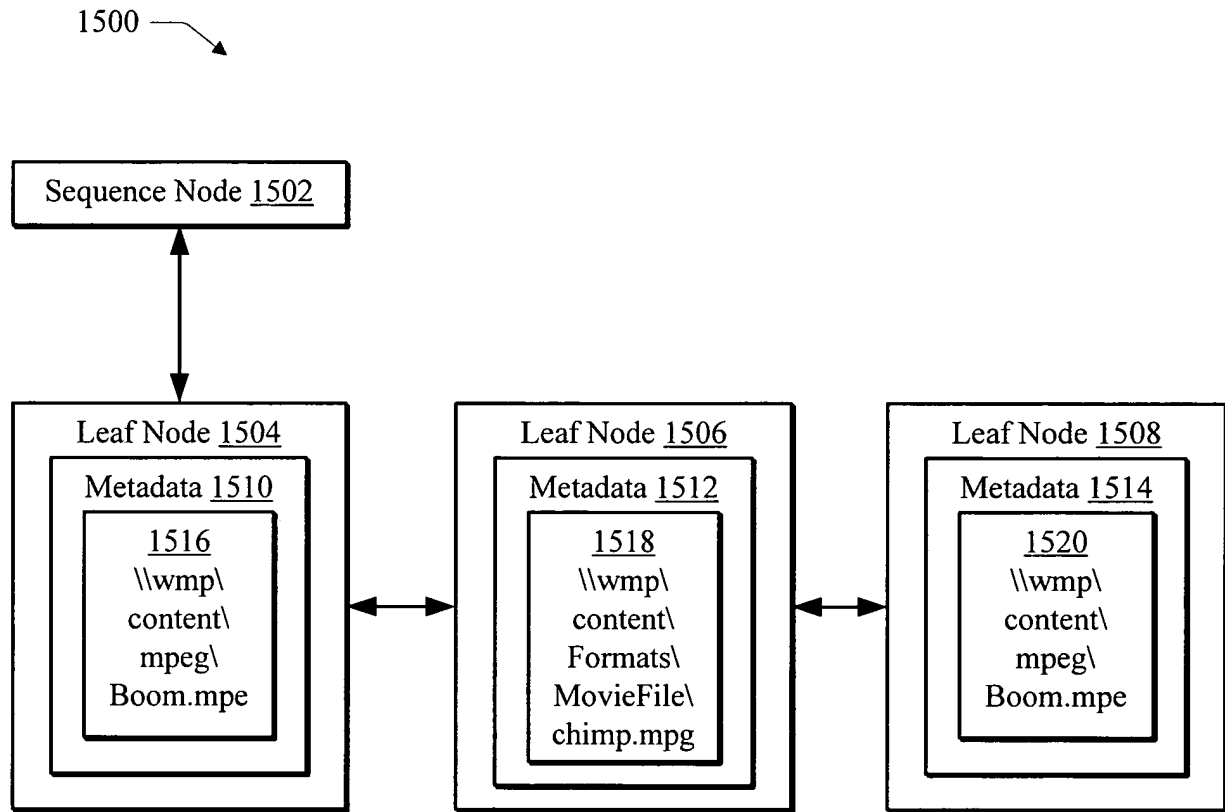 1500
Sequence Node 1502
Leaf Node 1504
Metadata 1510
1516
\\wmp\
content\
mpeg\
Boom.mpe
Leaf Node 1506
Metadata 1512
1518
\\wmp\
content\
Formats\
MovieFile\
chimp.mpg
Leaf Node 1508
Metadata 1514
1520
\\wmp\
content\
mpeg\
Boom.mpe